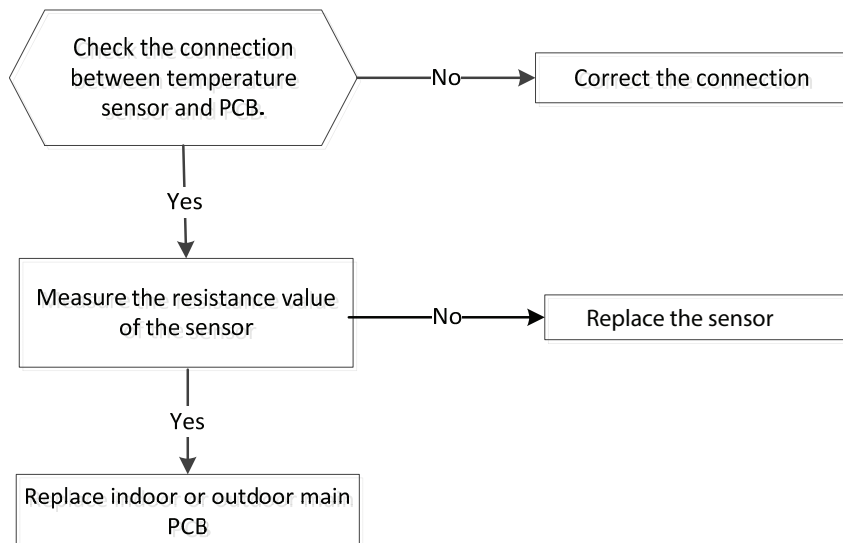 Check the connection
between temperature
sensor and PCB.
No
Correct the connection
Yes
Measure the resistance value
of the sensor
No
Replace the sensor
Yes
Replace indoor or outdoor main
PCB